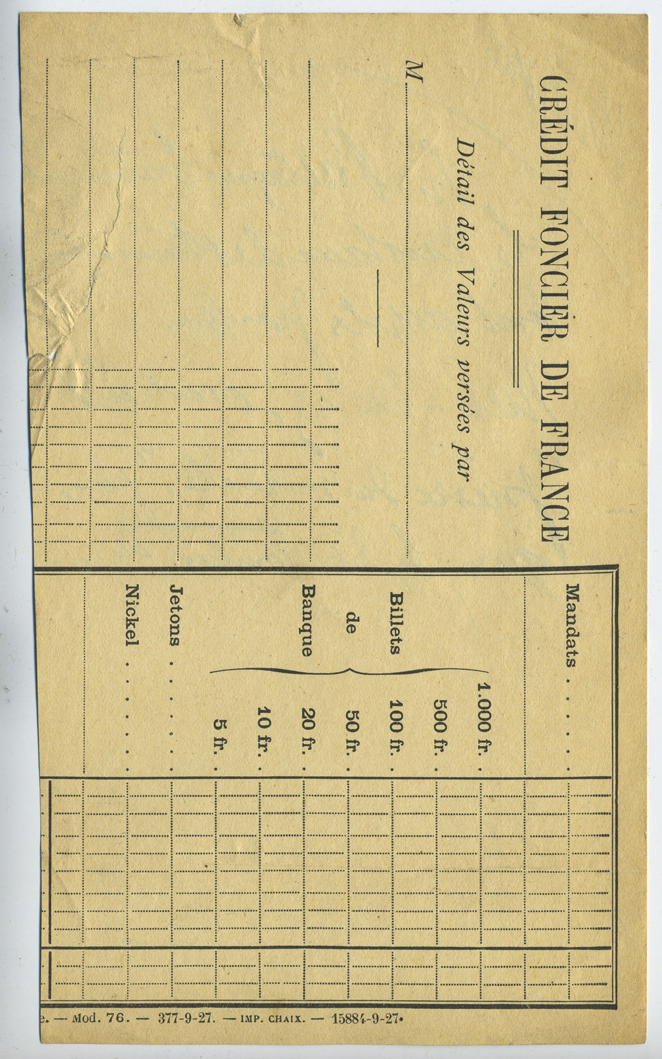 CRÉDIT FONCIER DE FRANCE
Détail des Valeurs versées par
M
Mandats . . . . .
Billets
de
Banque
1.000 fr. .
500 fr. .
100 fr. .
50 fr. .
20 fr. .
10 fr. .
5 fr. .
Jetons . . . . . .
Nickel . . . . . .
e. — Mod. 76. — 377-9-27. — IMP. CHAIX. — 15884-9-27•